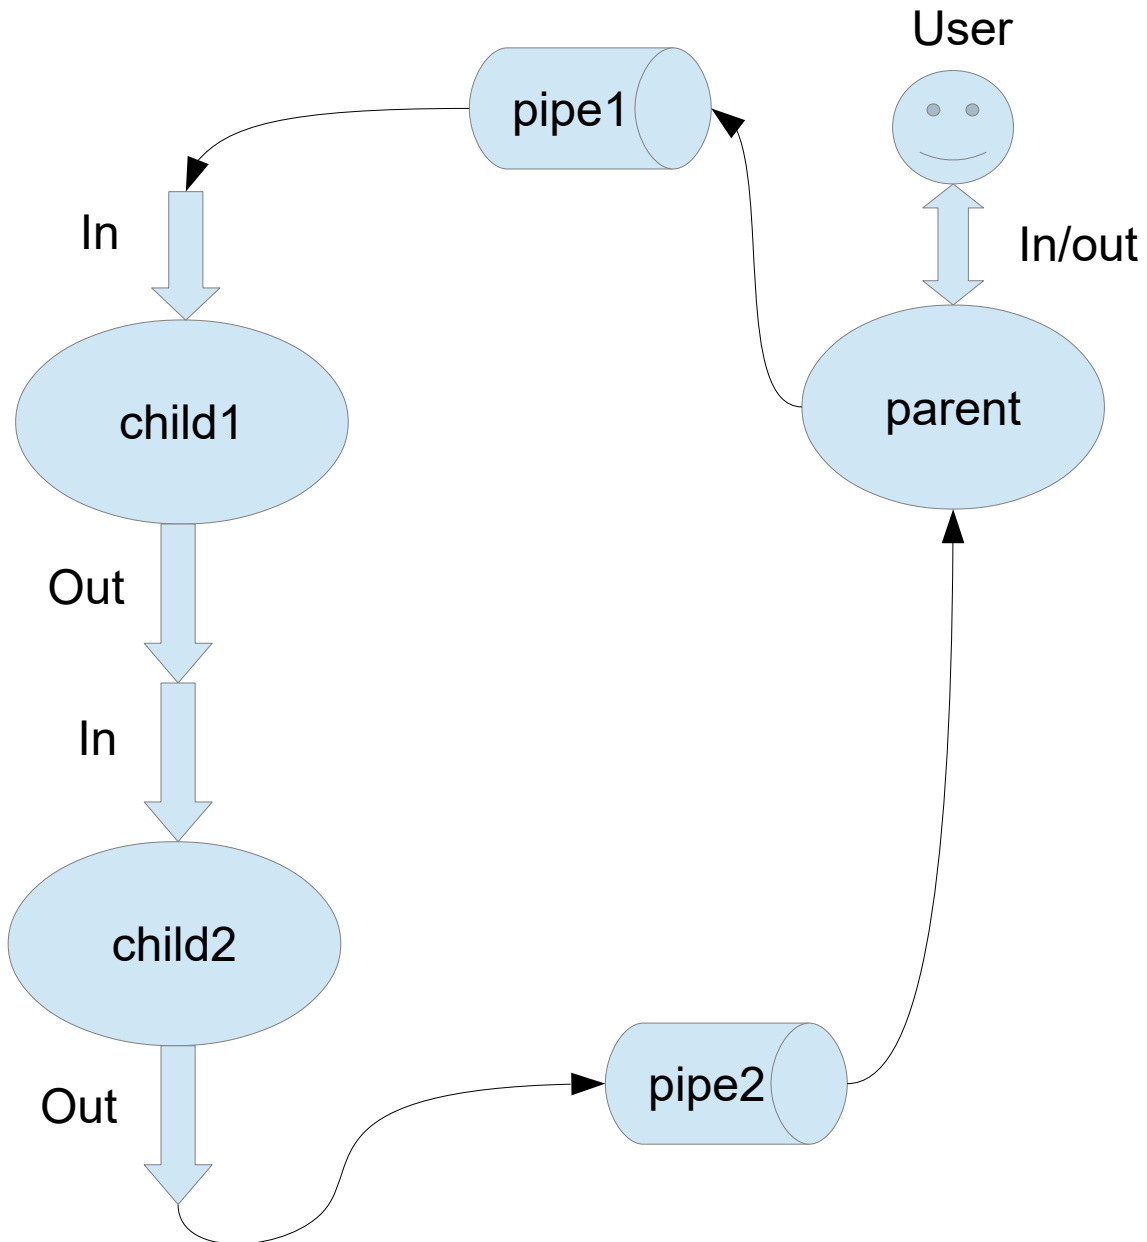 User
pipe1
In
In/out
child1
parent
Out
In
child2
pipe2
Out